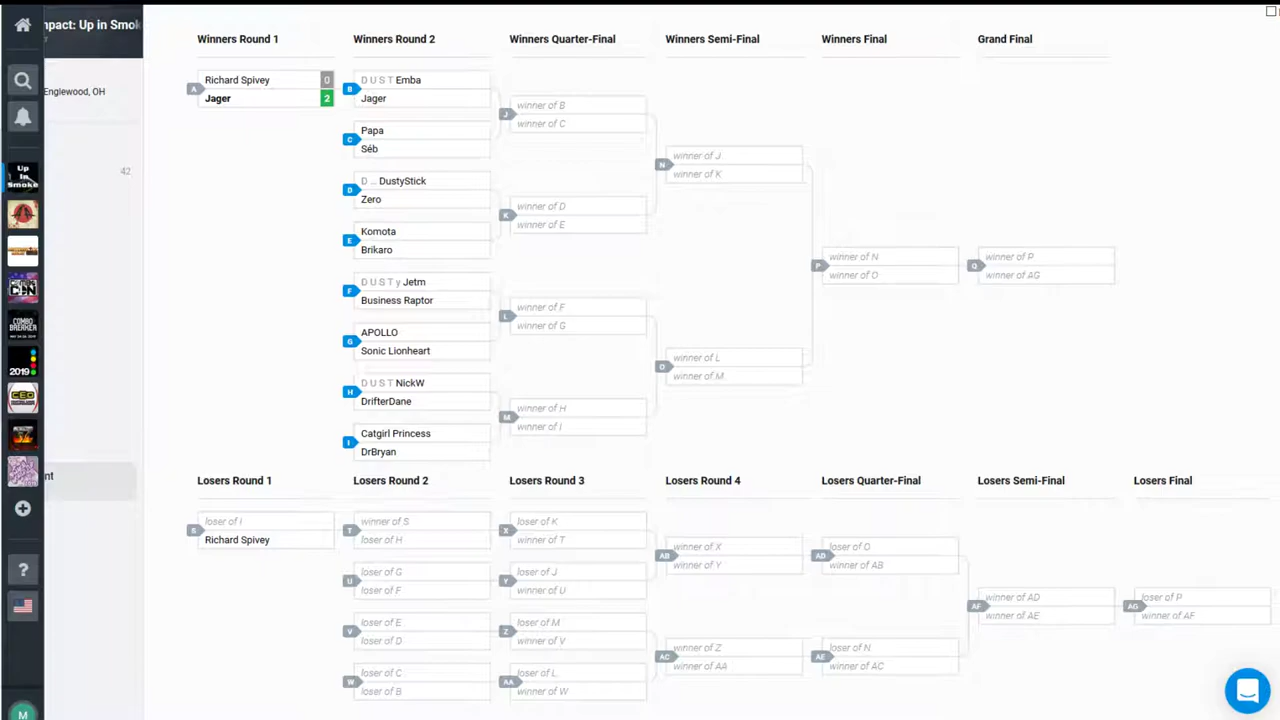 mpact: Up in Smok
Englewood, OH
42
nt
Up
in
Smoke
COMBO
BREAKER
2019
CEO
?
M
Winners Round 1
Winners Round 2
Winners Quarter-Final
Winners Semi-Final
Winners Final
Grand Final
A
Richard Spivey 0
Jager 2
B
D U S T Emba
Jager
C
Papa
Séb
D
D ... DustyStick
Zero
E
Komota
Brikaro
F
D U S T y Jetm
Business Raptor
G
APOLLO
Sonic Lionheart
H
D U S T NickW
DrifterDane
I
Catgirl Princess
DrBryan
J
winner of B
winner of C
K
winner of D
winner of E
L
winner of F
winner of G
M
winner of H
winner of I
N
winner of J
winner of K
O
winner of L
winner of M
P
winner of N
winner of O
Q
winner of P
winner of AG
Losers Round 1
Losers Round 2
Losers Round 3
Losers Round 4
Losers Quarter-Final
Losers Semi-Final
Losers Final
S
loser of I
Richard Spivey
T
winner of S
loser of H
U
loser of G
loser of F
V
loser of E
loser of D
W
loser of C
loser of B
X
loser of K
winner of T
Y
loser of J
winner of U
Z
loser of M
winner of V
AA
loser of L
winner of W
AB
winner of X
winner of Y
AC
winner of Z
winner of AA
AD
loser of O
winner of AB
AE
loser of N
winner of AC
AF
winner of AD
winner of AE
AG
loser of P
winner of AF